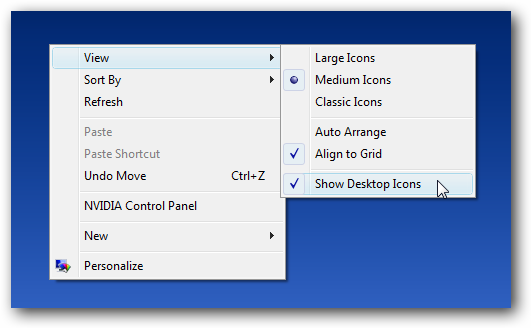 View
Sort By
Refresh
Paste
Paste Shortcut
Undo Move Ctrl+Z
NVIDIA Control Panel
New
Personalize
Large Icons
Medium Icons
Classic Icons
Auto Arrange
Align to Grid
Show Desktop Icons